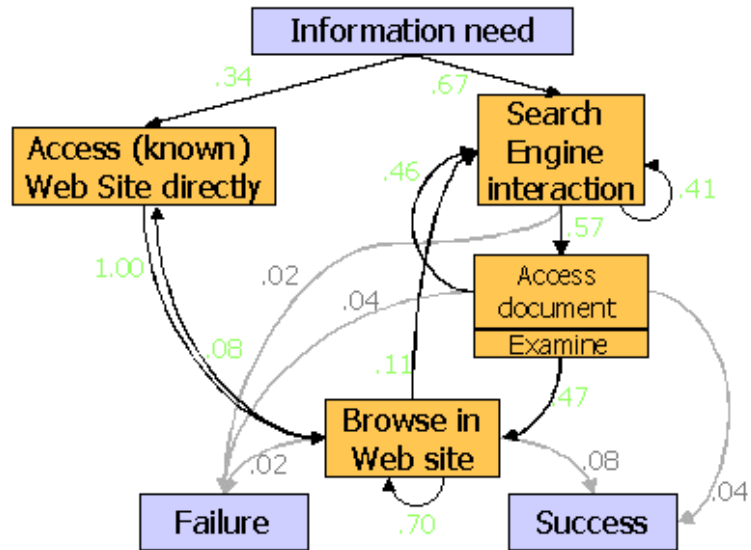 Information need
.34
.67
Access (known)
Web Site directly
Search
Engine
interaction
.46
.41
.57
1.00
.02
.04
Access
document
Examine
.08
.11
.47
Browse in
Web site
.02
.08
.04
.70
Failure
Success